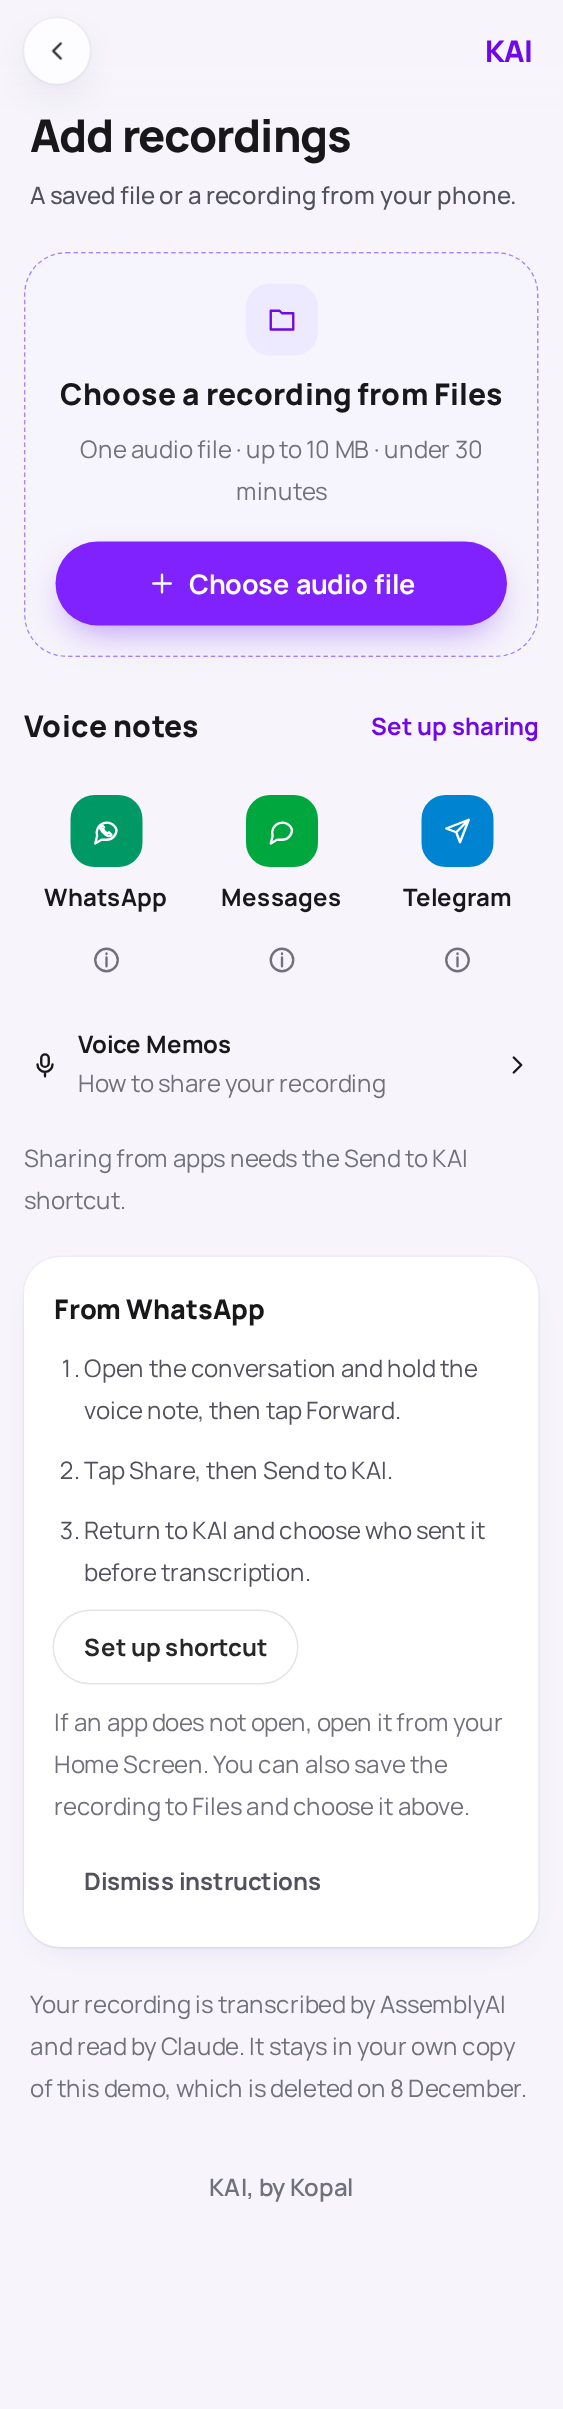 KAI
Add recordings
A saved file or a recording from your phone.
Choose a recording from Files
One audio file · up to 10 MB · under 30
minutes
Choose audio file
Voice notes
Set up sharing
WhatsApp
Messages
Telegram
Voice Memos
How to share your recording
Sharing from apps needs the Send to KAI
shortcut.
From WhatsApp
1. Open the conversation and hold the
voice note, then tap Forward.
2. Tap Share, then Send to KAI.
3. Return to KAI and choose who sent it
before transcription.
Set up shortcut
If an app does not open, open it from your
Home Screen. You can also save the
recording to Files and choose it above.
Dismiss instructions
Your recording is transcribed by AssemblyAI
and read by Claude. It stays in your own copy
of this demo, which is deleted on 8 December.
KAI, by Kopal